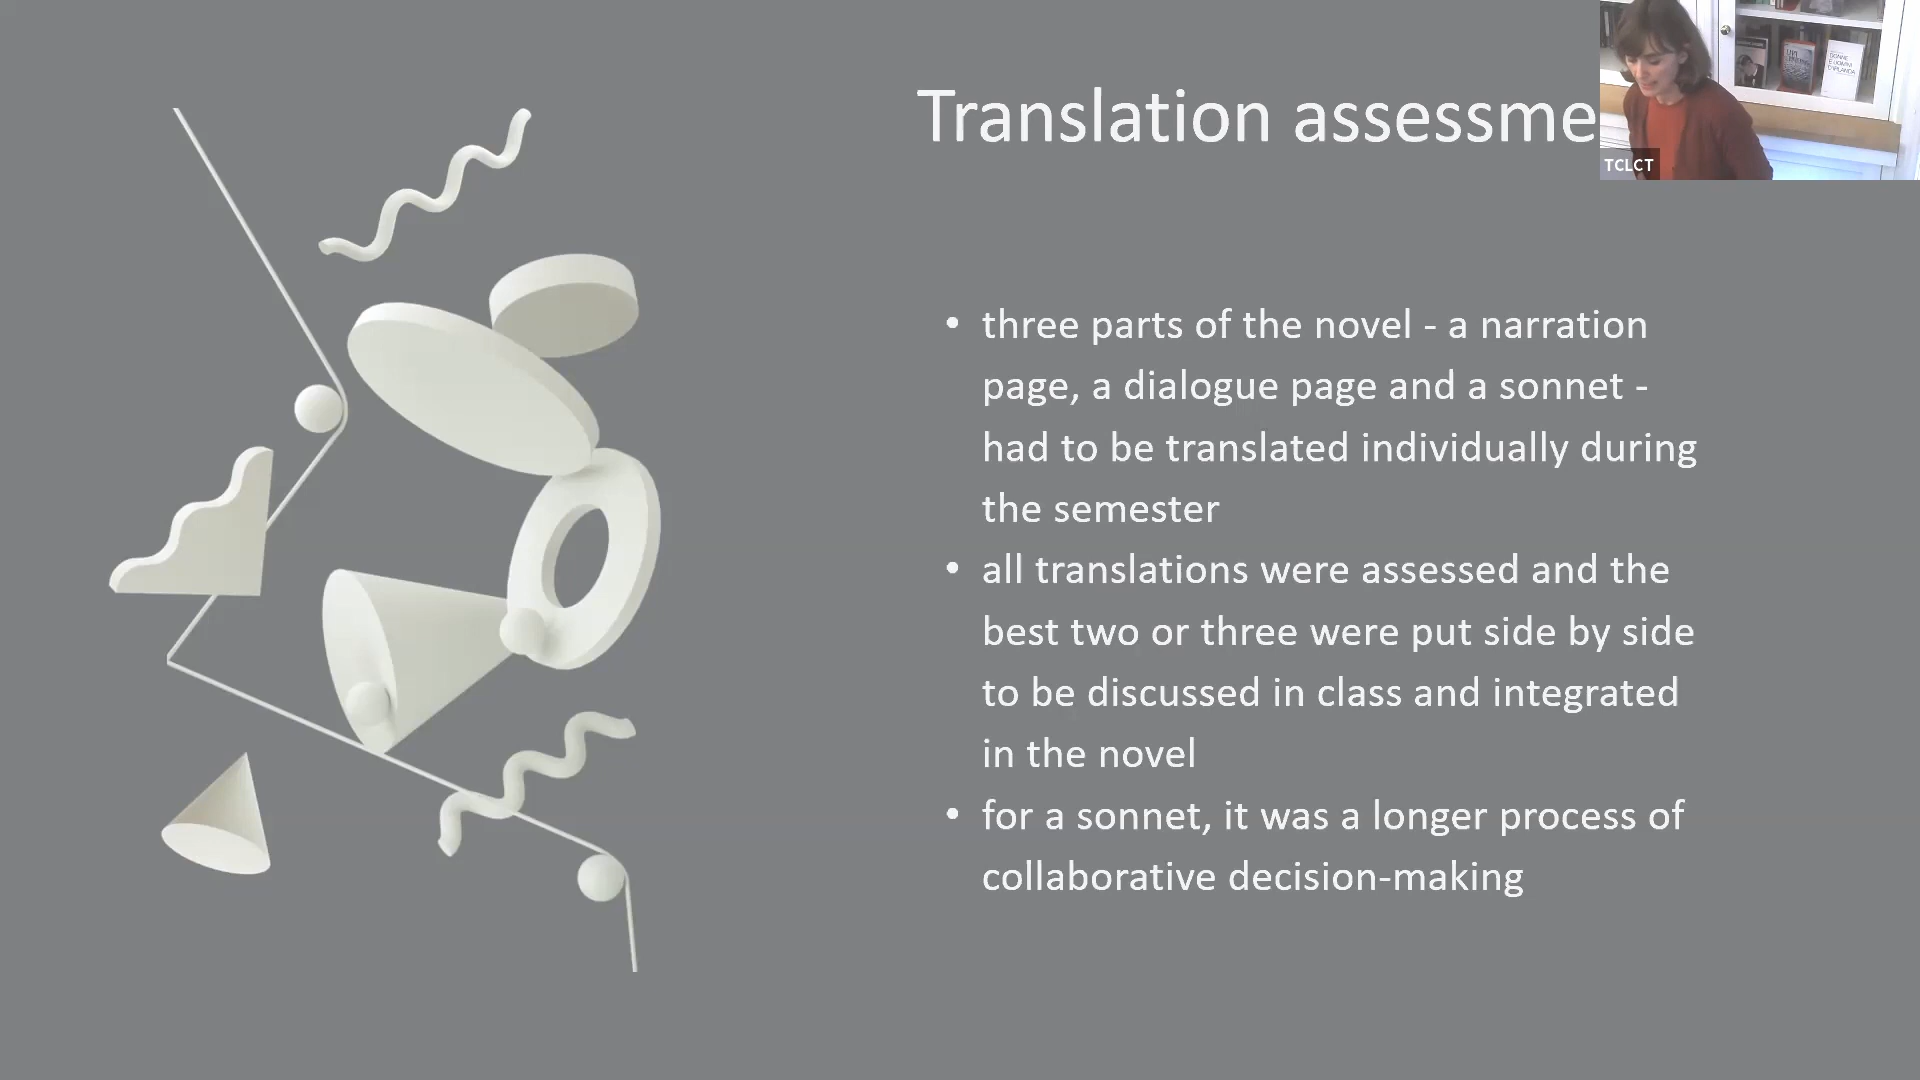 Translation assessme
TCLCT
three parts of the novel - a narration
page, a dialogue page and a sonnet -
had to be translated individually during
the semester
all translations were assessed and the
best two or three were put side by side
to be discussed in class and integrated
in the novel
for a sonnet, it was a longer process of
collaborative decision-making